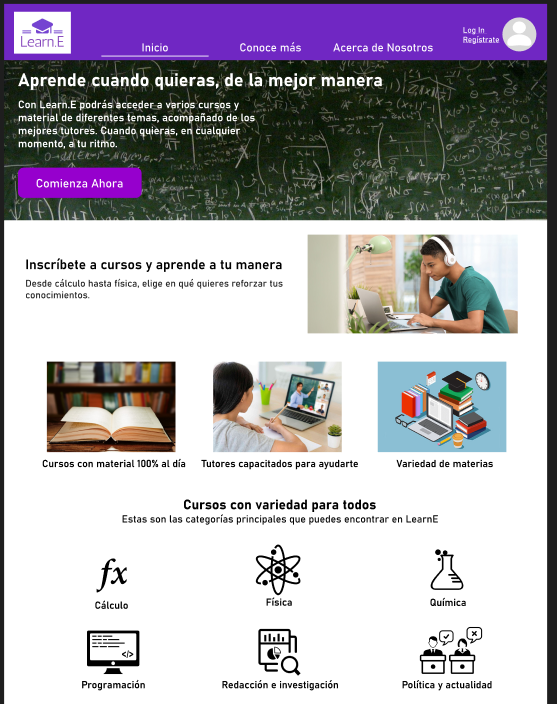 Learn.E
Inicio
Conoce más
Acerca de Nosotros
Log In
Regístrate
Aprende cuando quieras, de la mejor manera
Con Learn.E podrás acceder a varios cursos y
material de diferentes temas, acompañado de los
mejores tutores. Cuando quieras, en cualquier
momento, a tu ritmo.
Comienza Ahora
Inscríbete a cursos y aprende a tu manera
Desde cálculo hasta física, elige en qué quieres reforzar tus
conocimientos.
Cursos con material 100% al día
Tutores capacitados para ayudarte
Variedad de materias
Cursos con variedad para todos
Estas son las categorías principales que puedes encontrar en LearnE
fx
Cálculo
Física
Química
</>
Programación
Redacción e investigación
Política y actualidad